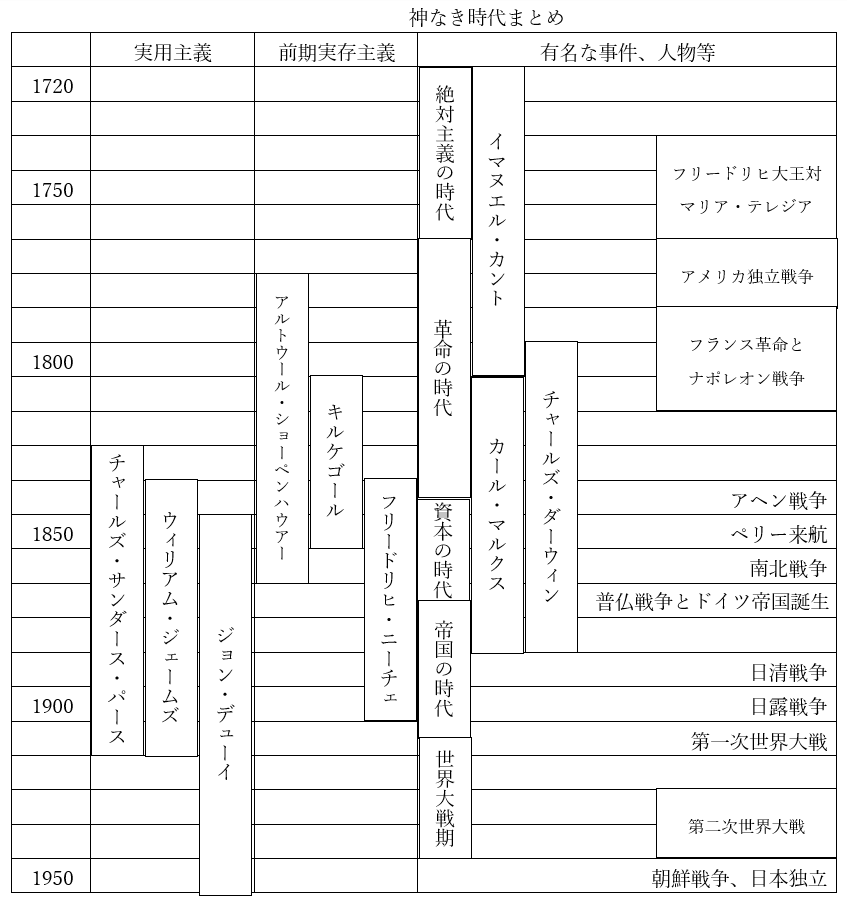 神なき時代まとめ
実用主義
前期実存主義
有名な事件、人物等
1720
1750
1800
1850
1900
1950
チャールズ・サンダース・パース
ウィリアム・ジェームズ
ジョン・デューイ
アルトゥール・ショーペンハウアー
キルケゴール
フリードリヒ・ニーチェ
絶対主義の時代
革命の時代
資本の時代
帝国の時代
世界大戦期
イマヌエル・カント
カール・マルクス
チャールズ・ダーウィン
フリードリヒ大王対
マリア・テレジア
アメリカ独立戦争
フランス革命と
ナポレオン戦争
アヘン戦争
ペリー来航
南北戦争
普仏戦争とドイツ帝国誕生
日清戦争
日露戦争
第一次世界大戦
第二次世界大戦
朝鮮戦争、日本独立